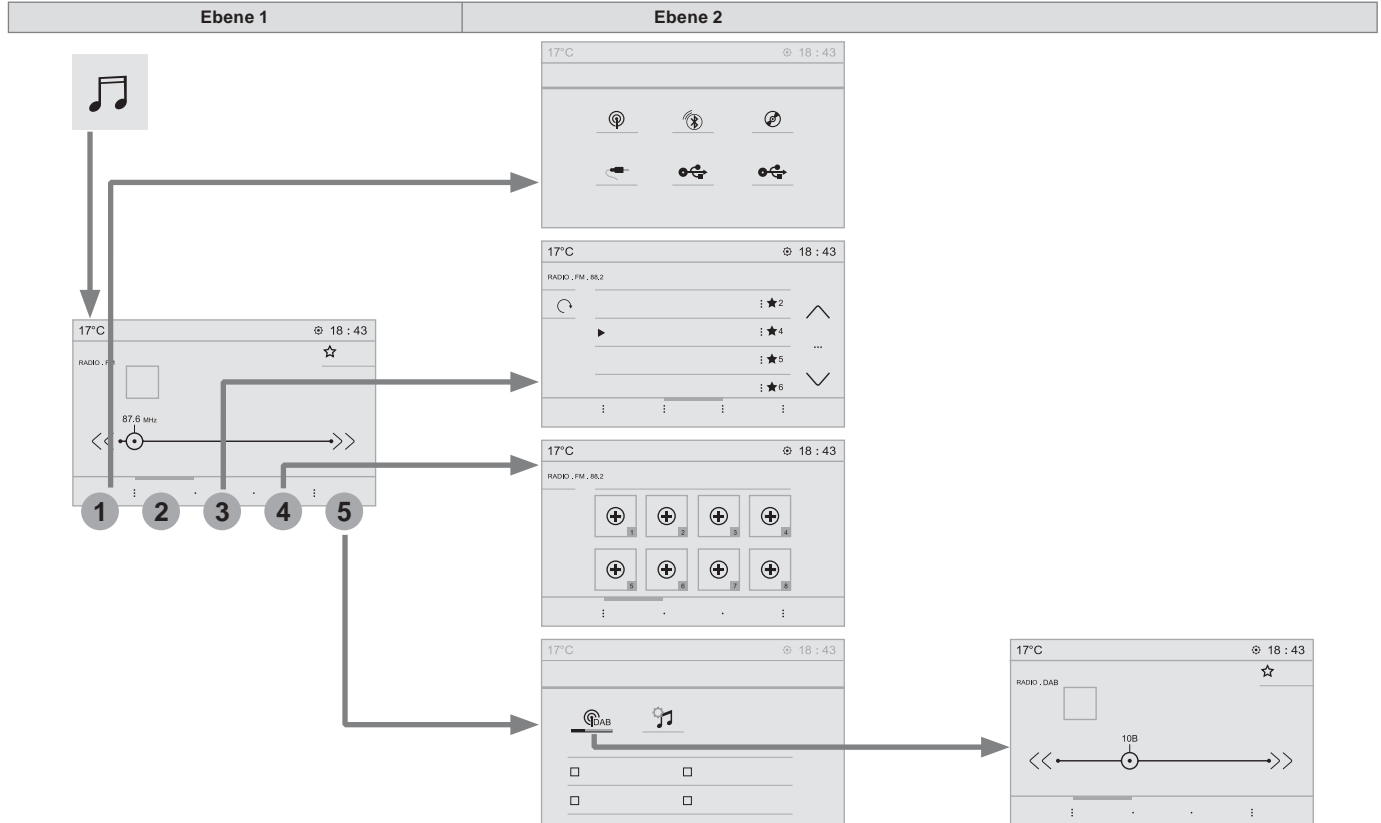 Ebene 1
Ebene 2
17°C 18 : 43
17°C 18 : 43
RADIO . FM . 88,2
2
4
5
6
17°C 18 : 43
RADIO . FM
87.6 MHz
1 2 3 4 5
17°C 18 : 43
RADIO . FM . 88,2
1 2 3 4
5 6 7 8
17°C 18 : 43
DAB
17°C 18 : 43
RADIO . DAB
10B